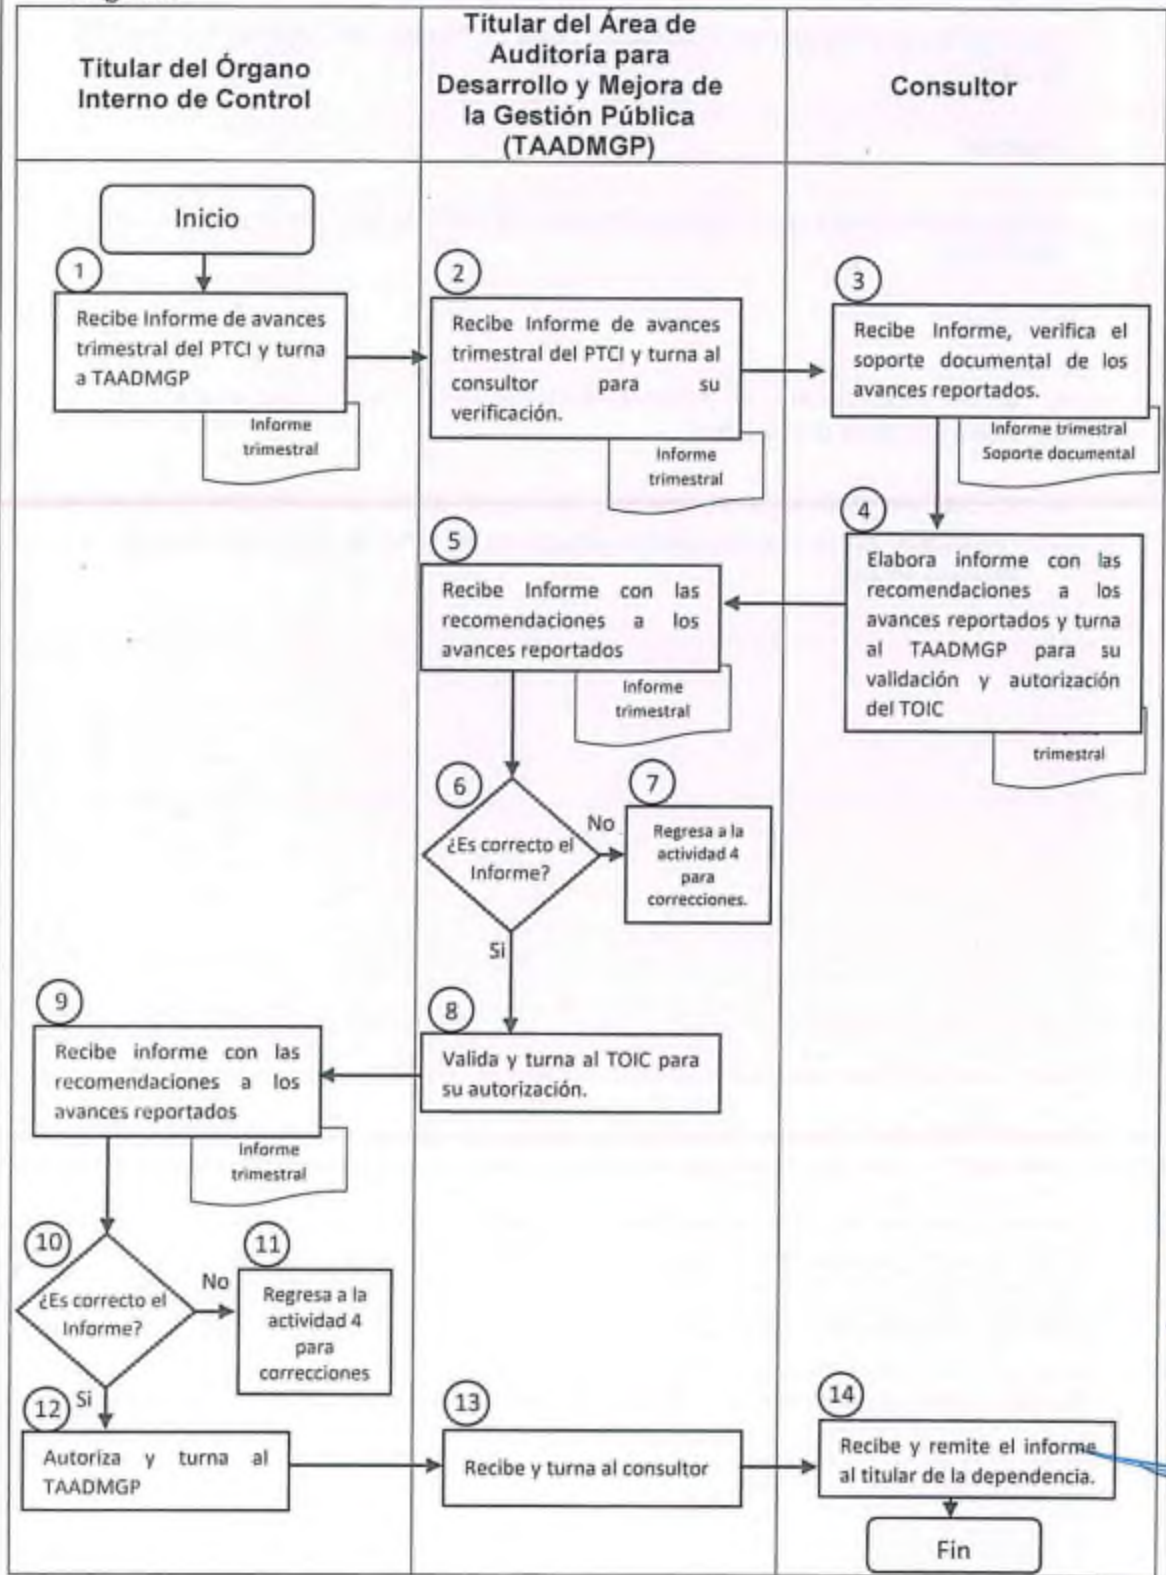 Titular del Órgano
Interno de Control
Titular del Área de
Auditoría para
Desarrollo y Mejora de
la Gestión Pública
(TAADMGP)
Consultor
Inicio
1
Recibe Informe de avances
trimestral del PTCI y turna
a TAADMGP
Informe
trimestral
2
Recibe Informe de avances
trimestral del PTCI y turna al
consultor para su
verificación.
Informe
trimestral
3
Recibe Informe, verifica el
soporte documental de los
avances reportados.
Informe trimestral
Soporte documental
4
Elabora informe con las
recomendaciones a los
avances reportados y turna
al TAADMGP para su
validación y autorización
del TOIC
trimestral
5
Recibe Informe con las
recomendaciones a los
avances reportados
Informe
trimestral
6
¿Es correcto el
Informe?
No
7
Regresa a la
actividad 4
para
correcciones.
Si
8
Valida y turna al TOIC para
su autorización.
9
Recibe informe con las
recomendaciones a los
avances reportados
Informe
trimestral
10
¿Es correcto el
Informe?
No
11
Regresa a la
actividad 4
para
correcciones
Si
12
Autoriza y turna al
TAADMGP
13
Recibe y turna al consultor
14
Recibe y remite el informe
al titular de la dependencia.
Fin